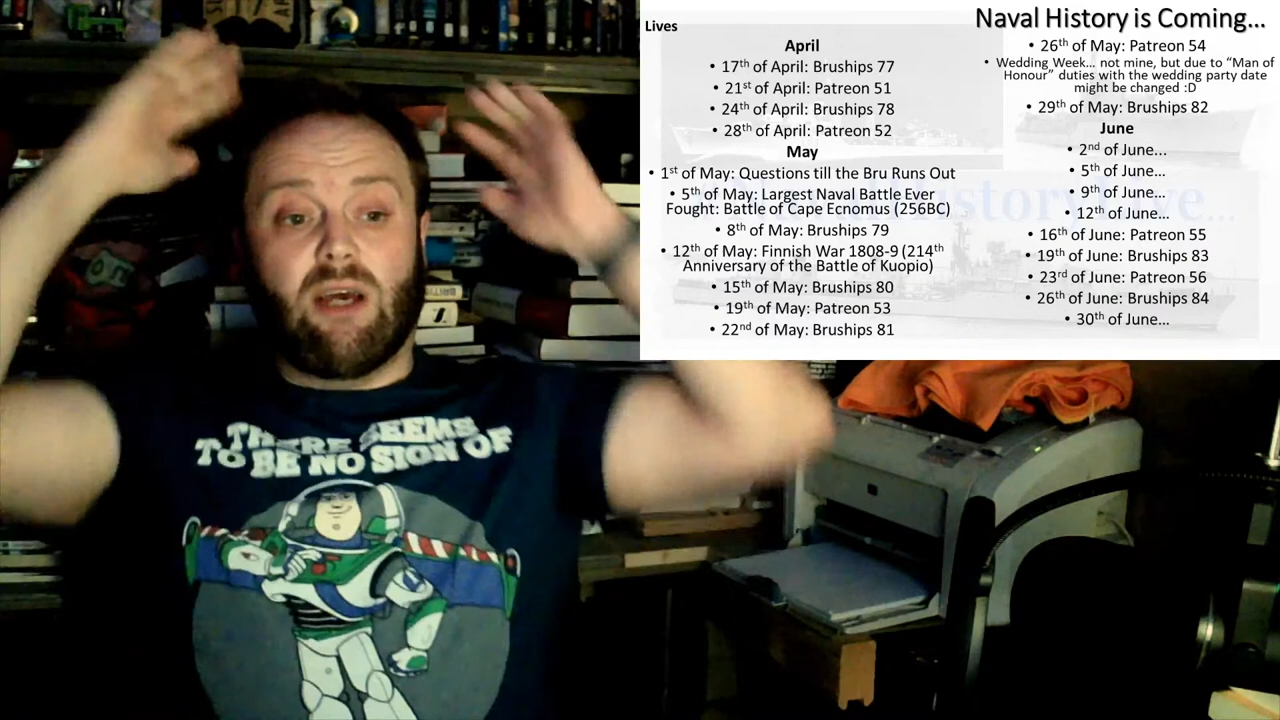 Lives
April
• 17th of April: Bruships 77
• 21st of April: Patreon 51
• 24th of April: Bruships 78
• 28th of April: Patreon 52
May
• 1st of May: Questions till the Bru Runs Out
• 5th of May: Largest Naval Battle Ever
Fought: Battle of Cape Ecnomus (256BC)
• 8th of May: Bruships 79
• 12th of May: Finnish War 1808-9 (214th
Anniversary of the Battle of Kuopio)
• 15th of May: Bruships 80
• 19th of May: Patreon 53
• 22nd of May: Bruships 81
Naval History is Coming...
• 26th of May: Patreon 54
• Wedding Week... not mine, but due to “Man of
Honour” duties with the wedding party date
might be changed :D
• 29th of May: Bruships 82
June
• 2nd of June...
• 5th of June...
• 9th of June...
• 12th of June...
• 16th of June: Patreon 55
• 19th of June: Bruships 83
• 23rd of June: Patreon 56
• 26th of June: Bruships 84
• 30th of June...
THERE SEEMS
TO BE NO SIGN OF